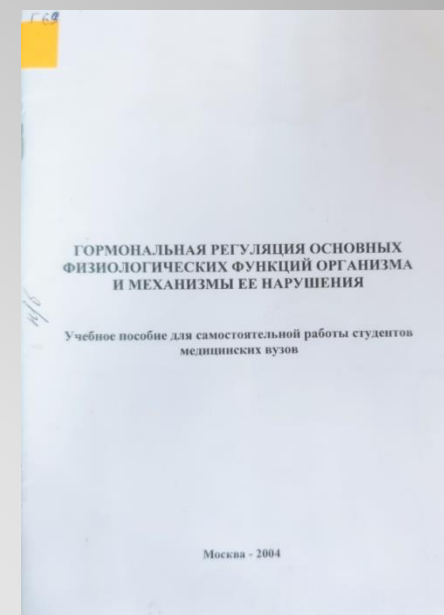 Г 69
ГОРМОНАЛЬНАЯ РЕГУЛЯЦИЯ ОСНОВНЫХ
ФИЗИОЛОГИЧЕСКИХ ФУНКЦИЙ ОРГАНИЗМА
И МЕХАНИЗМЫ ЕЕ НАРУШЕНИЯ
Учебное пособие для самостоятельной работы студентов
медицинских вузов
Москва - 2004